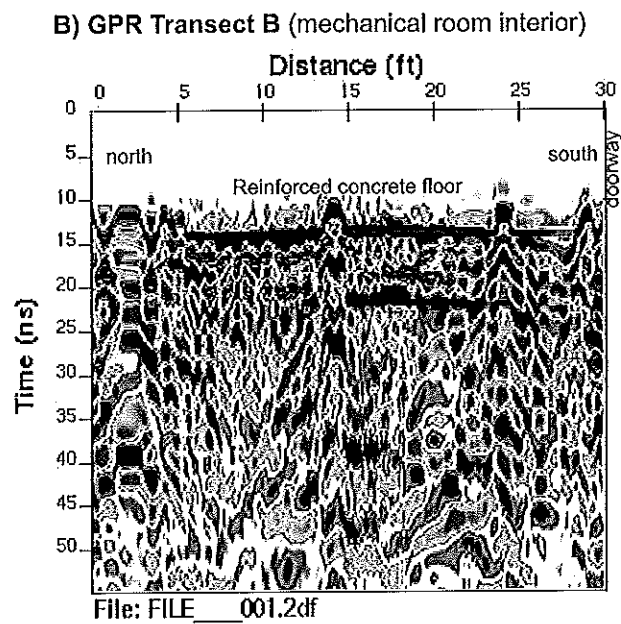 B) GPR Transect B (mechanical room interior)
Distance (ft)
0 5 10 15 20 25 30
0
5
10
15
20
25
30
35
40
45
50
Time (ns)
north
south
doorway
Reinforced concrete floor
File: FILE____001.2df